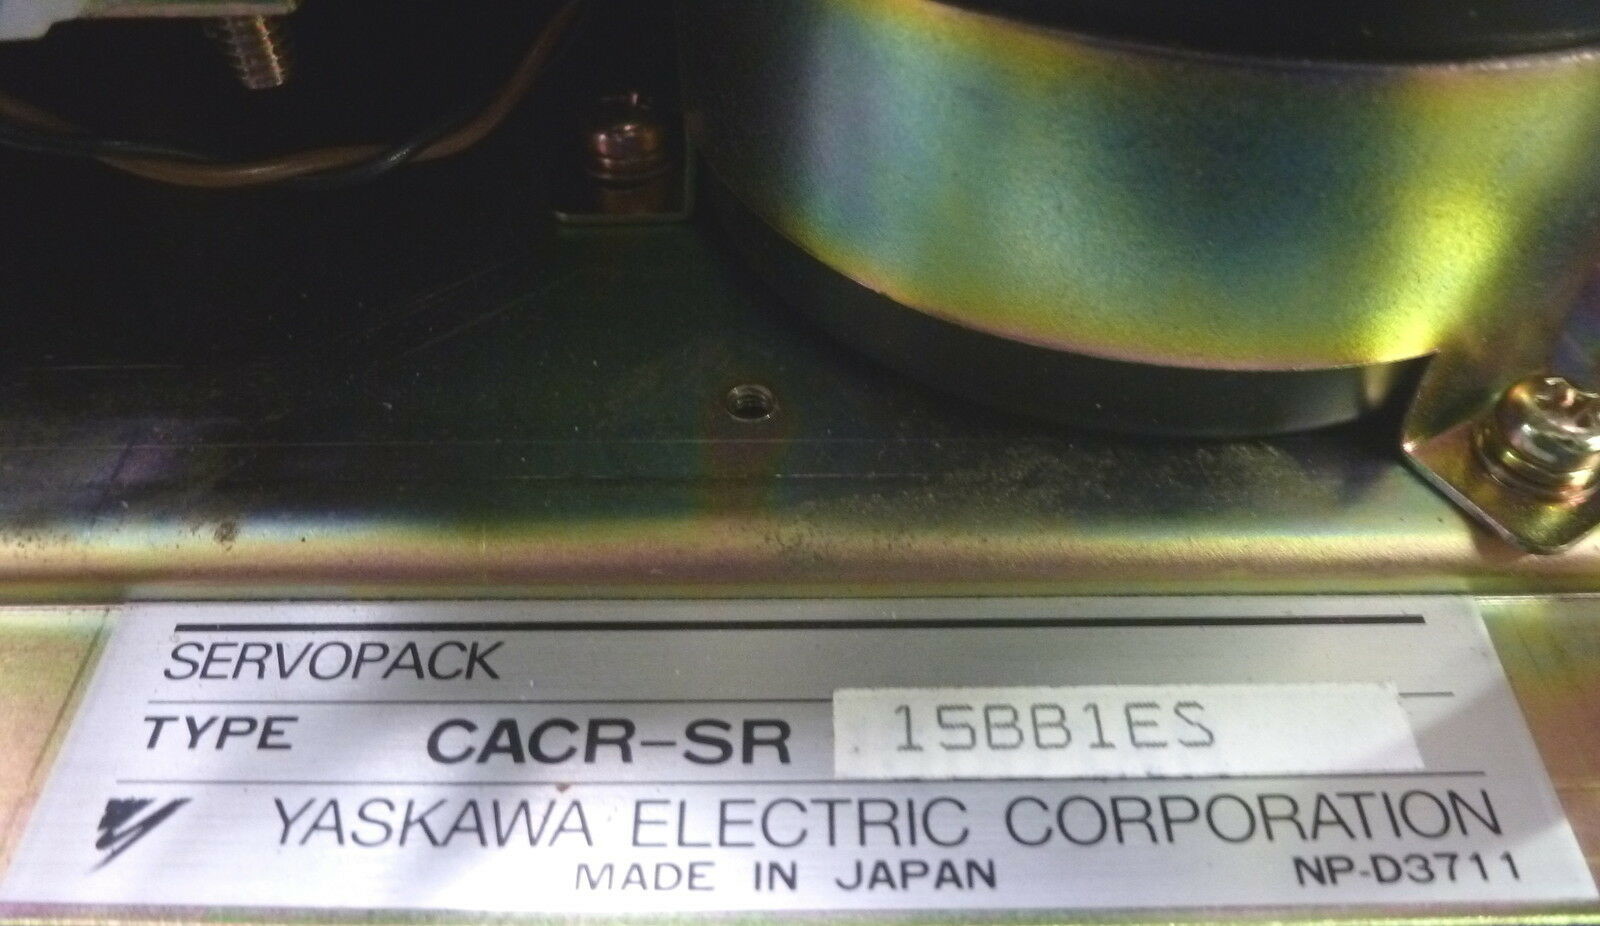 SERVOPACK
TYPE CACR-SR 15BB1ES
YASKAWA ELECTRIC CORPORATION
MADE IN JAPAN NP-D3711